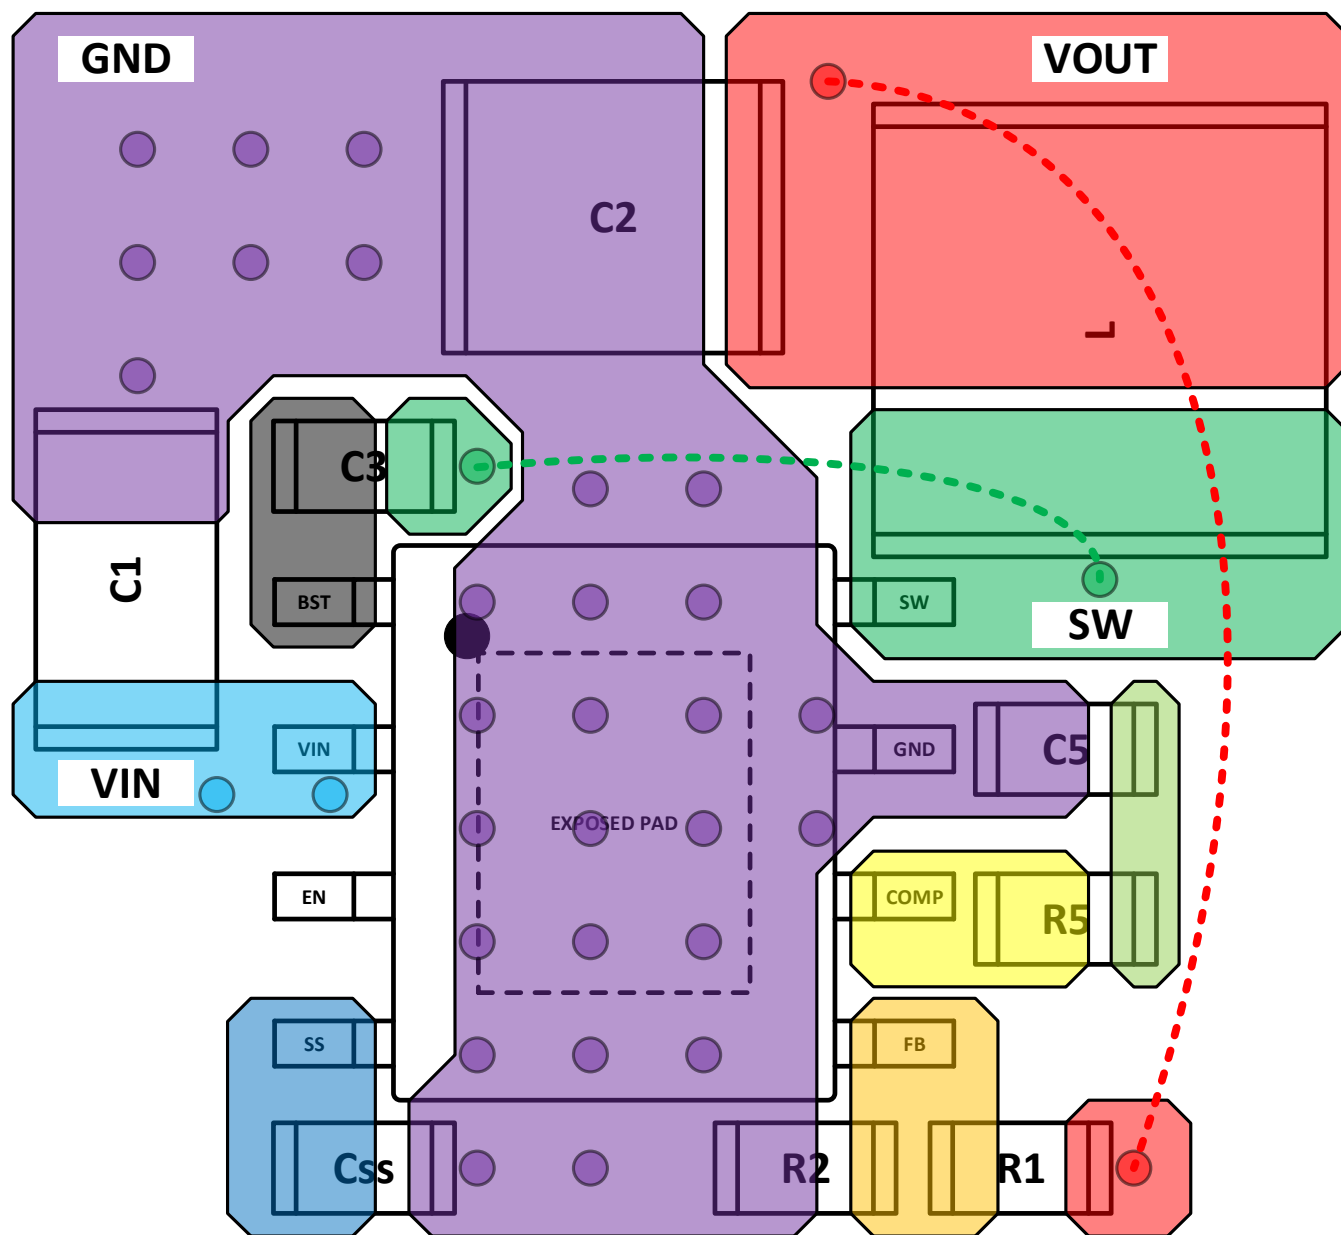 GND
VOUT
C2
L
C3
C1
BST
SW
SW
VIN
GND
C5
VIN
EXPOSED PAD
EN
COMP
R5
SS
FB
Css
R2
R1